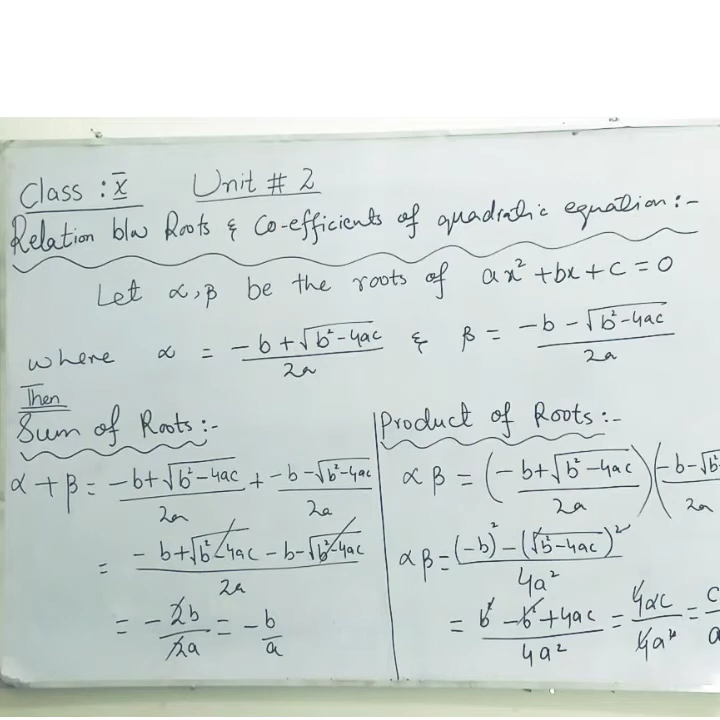 Class : X Unit # 2
Relation b/w Roots & Co-efficients of quadratic equation :-
Let α, β be the roots of ax² + bx + c = 0
where α = (-b + √(b² - 4ac))/2a & β = (-b - √(b² - 4ac))/2a
Then
Sum of Roots :-
α + β = (-b + √(b² - 4ac))/2a + (-b - √(b² - 4ac))/2a
= (-b + √(b² - 4ac) - b - √(b² - 4ac))/2a
= -2b/2a = -b/a
Product of Roots :-
αβ = ((-b + √(b² - 4ac))/2a)((-b - √b²)/2a
αβ = ((-b)² - (√(b² - 4ac))²)/4a²
= (b² - b² + 4ac)/4a² = 4ac/4a² = c/a